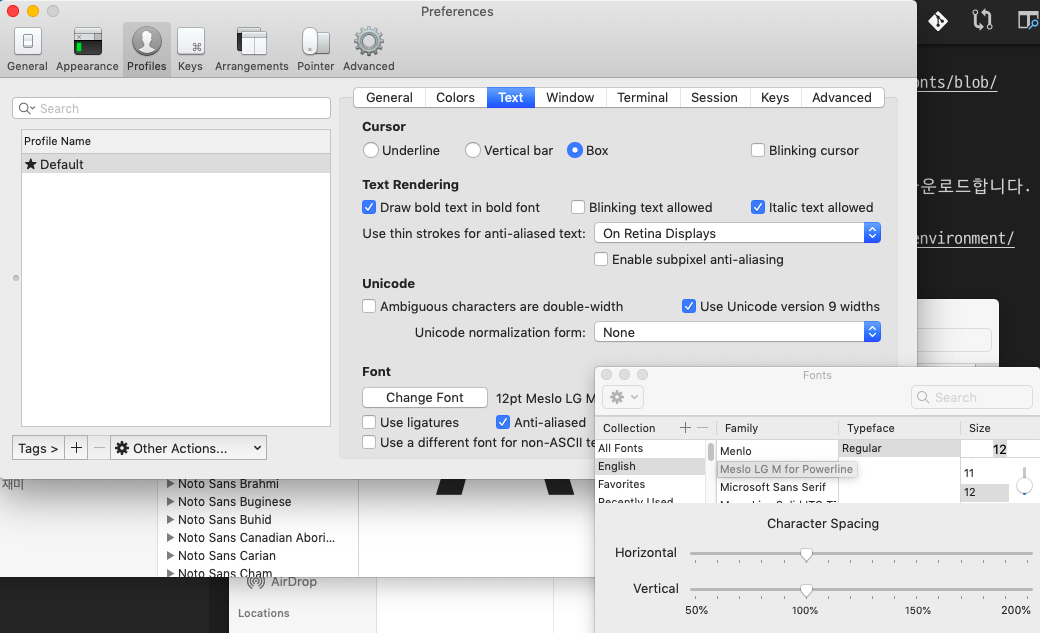 Preferences
General Appearance Profiles Keys Arrangements Pointer Advanced
Search
Profile Name
★ Default
Tags > + − Other Actions...
General Colors Text Window Terminal Session Keys Advanced
Cursor
Underline Vertical bar Box Blinking cursor
Text Rendering
Draw bold text in bold font Blinking text allowed Italic text allowed
Use thin strokes for anti-aliased text: On Retina Displays
Enable subpixel anti-aliasing
Unicode
Ambiguous characters are double-width Use Unicode version 9 widths
Unicode normalization form: None
Font
Change Font 12pt Meslo LG M
Use ligatures Anti-aliased
Use a different font for non-ASCII te
onts/blob/
운로드합니다.
environment/
Fonts
Search
Collection + − Family Typeface Size
All Fonts
English
Favorites
Recently Used
Menlo
Meslo LG M for Powerline
Microsoft Sans Serif
Regular
12
11
12
Character Spacing
Horizontal
Vertical
50% 100% 150% 200%
재미
Noto Sans Brahmi
Noto Sans Buginese
Noto Sans Buhid
Noto Sans Canadian Abori...
Noto Sans Carian
Noto Sans Cham
AirDrop
Locations